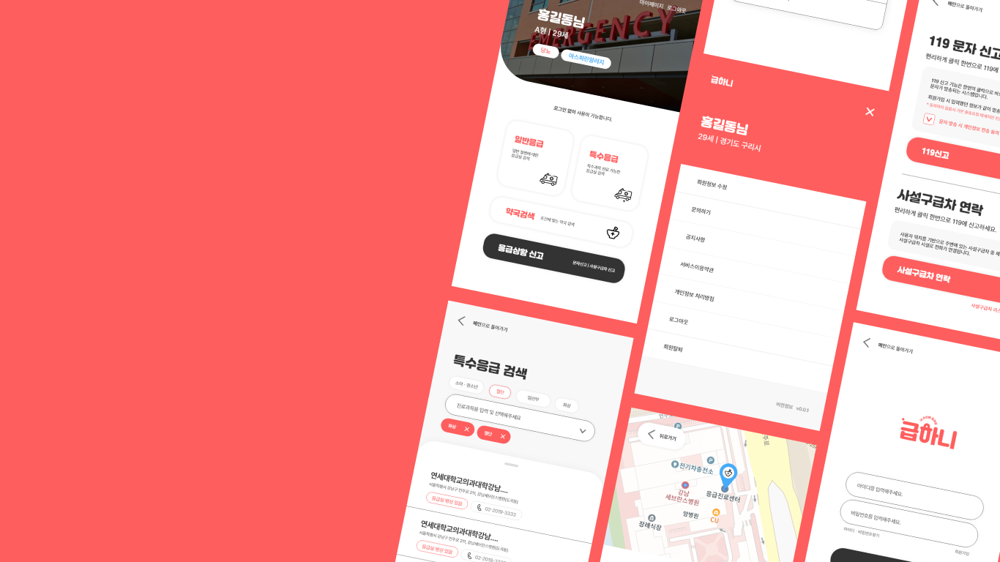 마이페이지 로그아웃
홍길동님
A형 | 29세
EMERGENCY
당뇨
아스피린알러지
로그인 없이 사용이 가능합니다.
일반응급
일반 질병에 대한
응급실 검색
특수응급
특수과목 진료 가능한
응급실 검색
약국검색
조건에 맞는 약국 검색
응급상황 신고
문자신고 | 사설구급차 신고
메인으로 돌아가기
특수응급 검색
소아 · 청소년
절단
임산부
화상
진료과목을 입력 및 선택해주세요
화상
절단
연세대학교의과대학강남....
서울특별시 강남구 언주로 211, 강남세브란스병원(도곡동)
응급실 병상 있음
02-2019-3333
연세대학교의과대학강남....
서울특별시 강남구 언주로 211, 강남세브란스병원(도곡동)
응급실 병상 있음
02-2019-333
급하니
홍길동님
29세 | 경기도 구리시
회원정보 수정
문의하기
공지사항
서비스이용약관
개인정보 처리방침
로그아웃
회원탈퇴
버전정보 v0.0.1
뒤로가기
P
P
전기차충전소
강남
세브란스병원
응급진료센터
암병원
CU
장례식장
주로
메인으로 돌아가기
119 문자 신고
편리하게 클릭 한번으로 119에
119 신고 기능은 한번의 클릭으로 바로
문자가 발송되는 시스템입니다.
회원가입 시 입력했던 정보가 같이 발송
문자 발송 시 개인정보 전송 동의
119신고
사설구급차 연락
편리하게 클릭 한번으로 119에 신고하세요.
사용자 위치를 기반으로 주변에 있는 사설구급차 중 제
사설구급차 시설로 전화가 연결됩니다.
사설구급차 연락
사설구급차 리스
메인으로 돌아가기
급하니
아이디를 입력해주세요.
비밀번호를 입력해주세요.
아이디 · 비밀번호찾기
회원가입